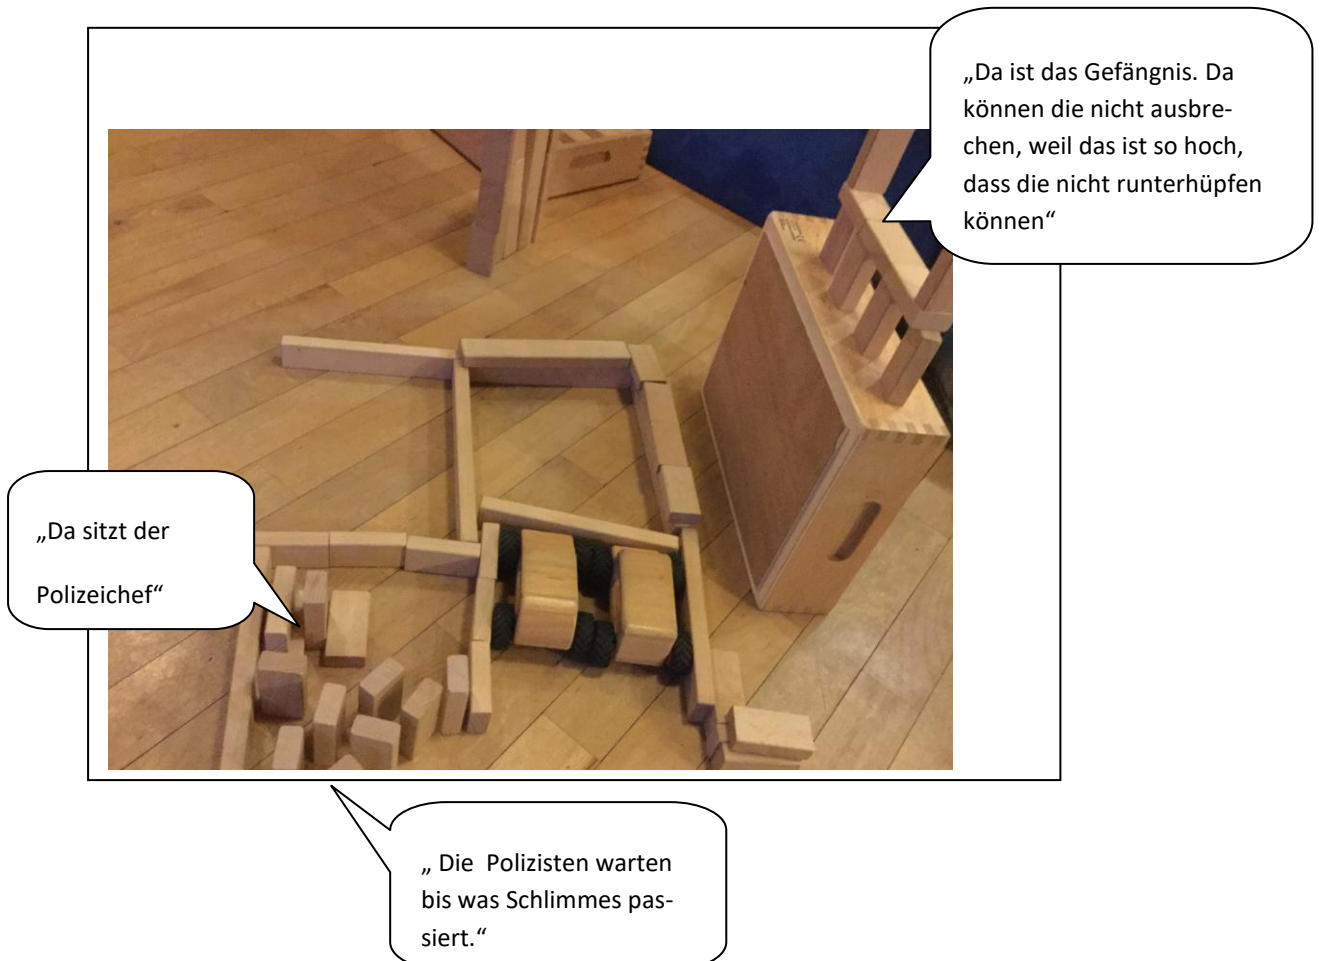 „Da ist das Gefängnis. Da
können die nicht ausbre-
chen, weil das ist so hoch,
dass die nicht runterhüpfen
können“
„Da sitzt der
Polizeichef“
„ Die  Polizisten warten
bis was Schlimmes pas-
siert.“